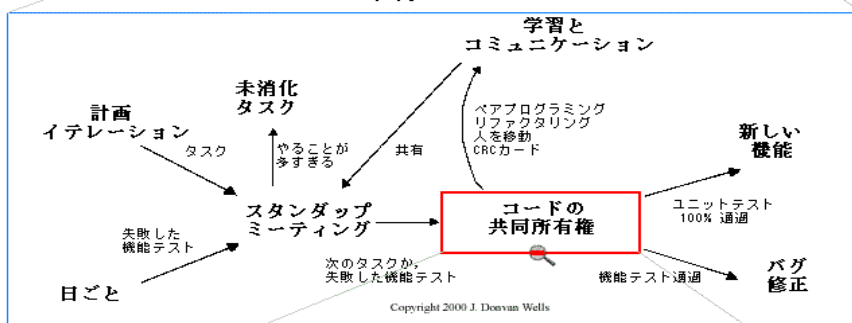 学習と
コミュニケーション
未消化
タスク
計画
イテレーション
タスク
やることが
多すぎる
共有
ペアプログラミング
リファクタリング
人を移動
CRCカード
新しい
機能
スタンダップ
ミーティング
コードの
共同所有権
ユニットテスト
100% 通過
失敗した
機能テスト
次のタスクか,
失敗した機能テスト
機能テスト通過
日ごと
バグ
修正
Copyright 2000 J. Donvan Wells